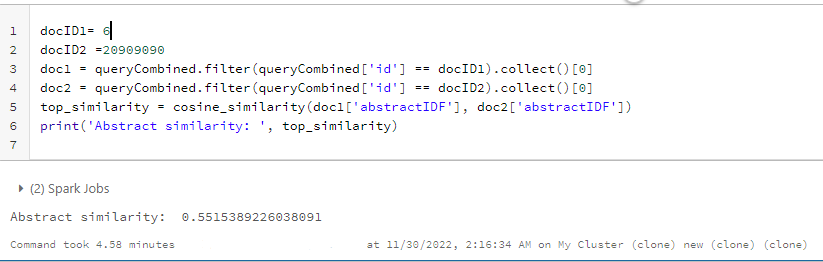 1 docID1= 6
2 docID2 =20909090
3 doc1 = queryCombined.filter(queryCombined['id'] == docID1).collect()[0]
4 doc2 = queryCombined.filter(queryCombined['id'] == docID2).collect()[0]
5 top_similarity = cosine_similarity(doc1['abstractIDF'], doc2['abstractIDF'])
6 print('Abstract similarity: ', top_similarity)
7
(2) Spark Jobs
Abstract similarity:  0.5515389226038091
Command took 4.58 minutes at 11/30/2022, 2:16:34 AM on My Cluster (clone) new (clone) (clone)